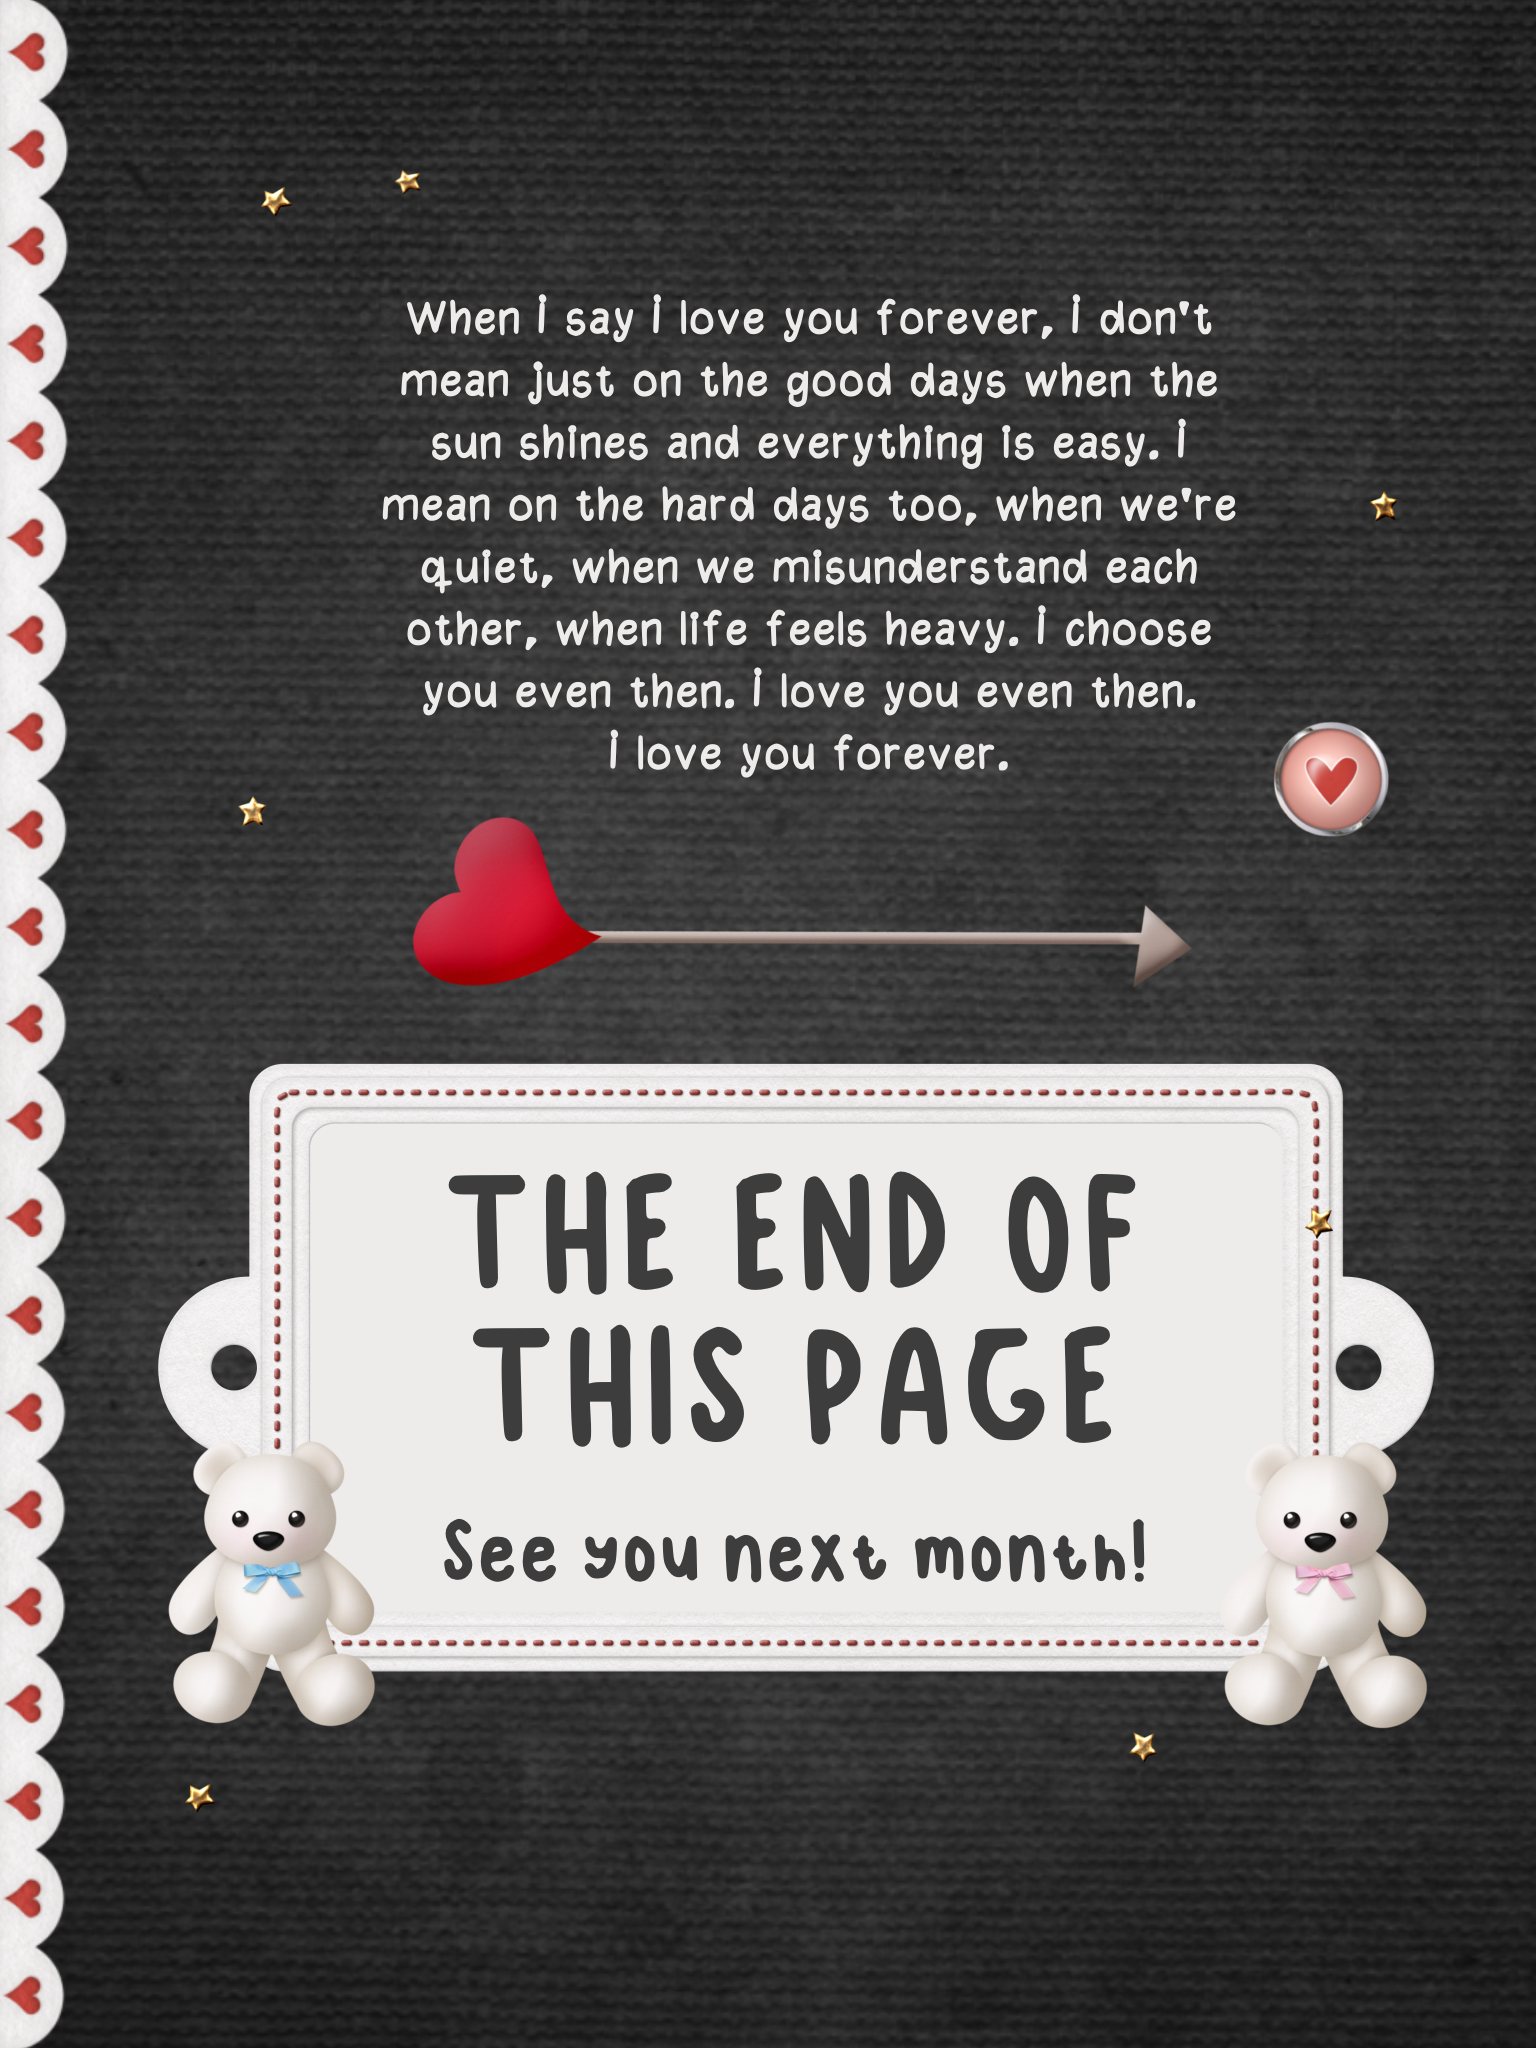 When I say I love you forever, I don't
mean just on the good days when the
sun shines and everything is easy. I
mean on the hard days too, when we're
quiet, when we misunderstand each
other, when life feels heavy. I choose
you even then. I love you even then.
I love you forever.
THE END OF
THIS PAGE
See you next month!